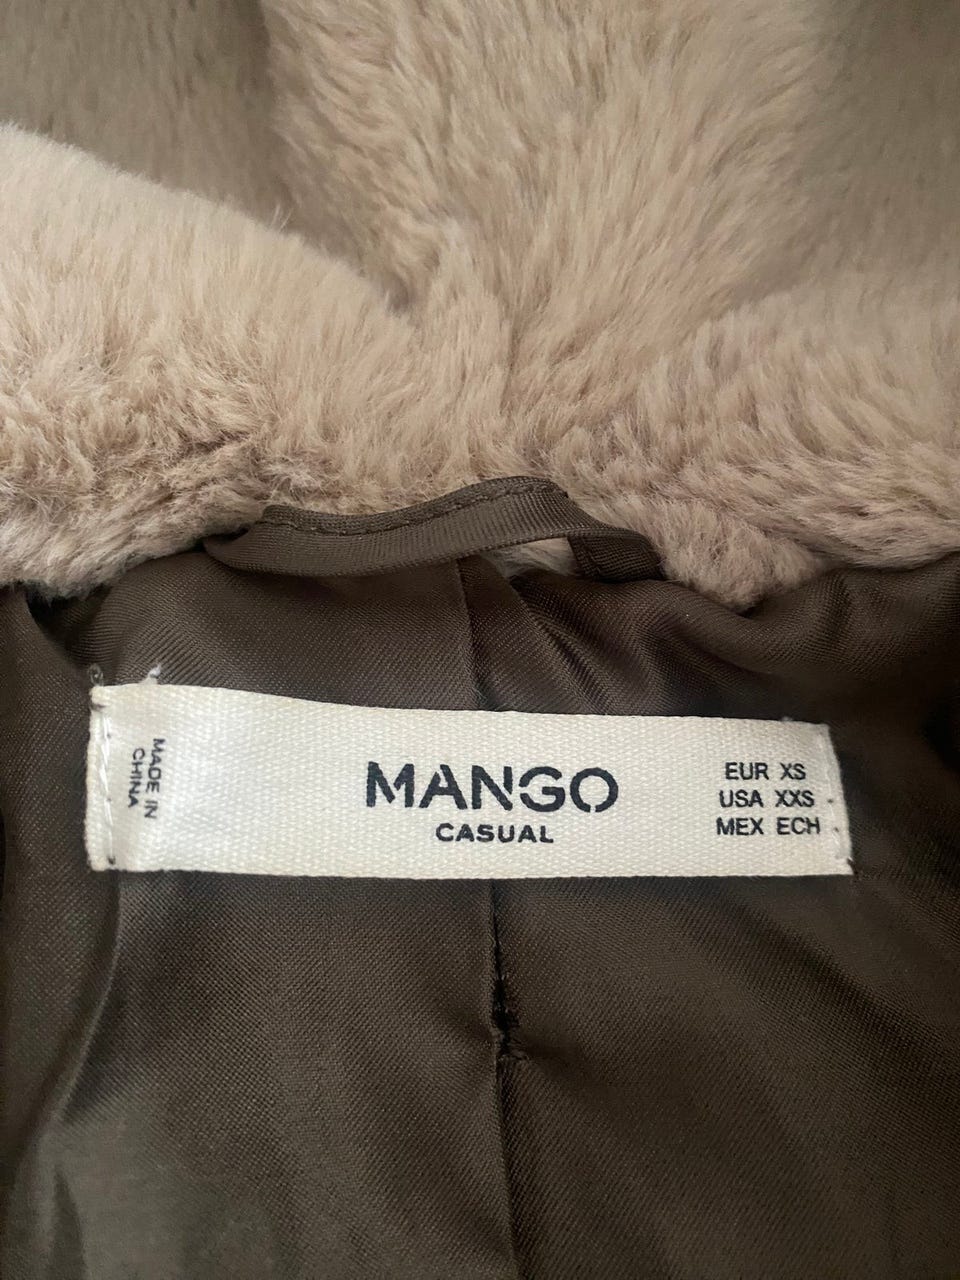 MADE IN
CHINA
MANGO
CASUAL
EUR XS
USA XXS
MEX ECH